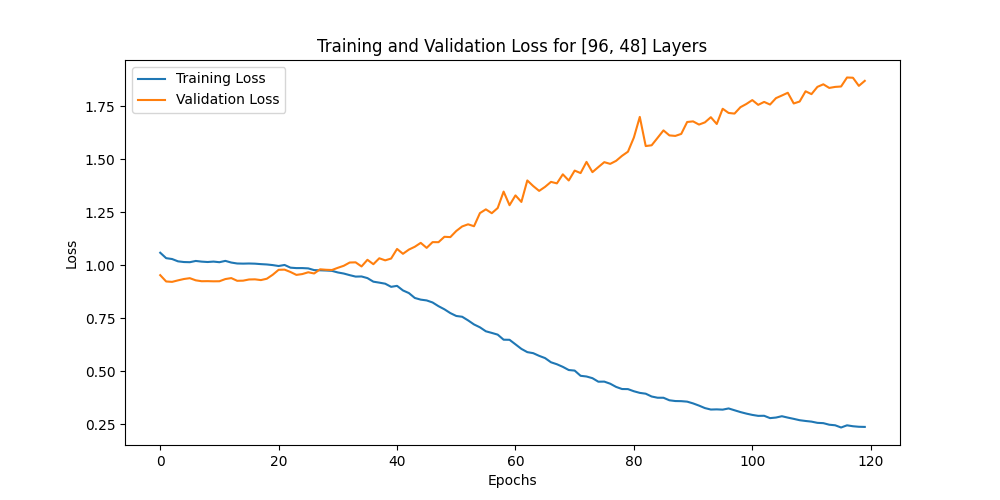 Training and Validation Loss for [96, 48] Layers
Training Loss
Validation Loss
1.75
1.50
1.25
1.00
0.75
0.50
0.25
Loss
0 20 40 60 80 100 120
Epochs